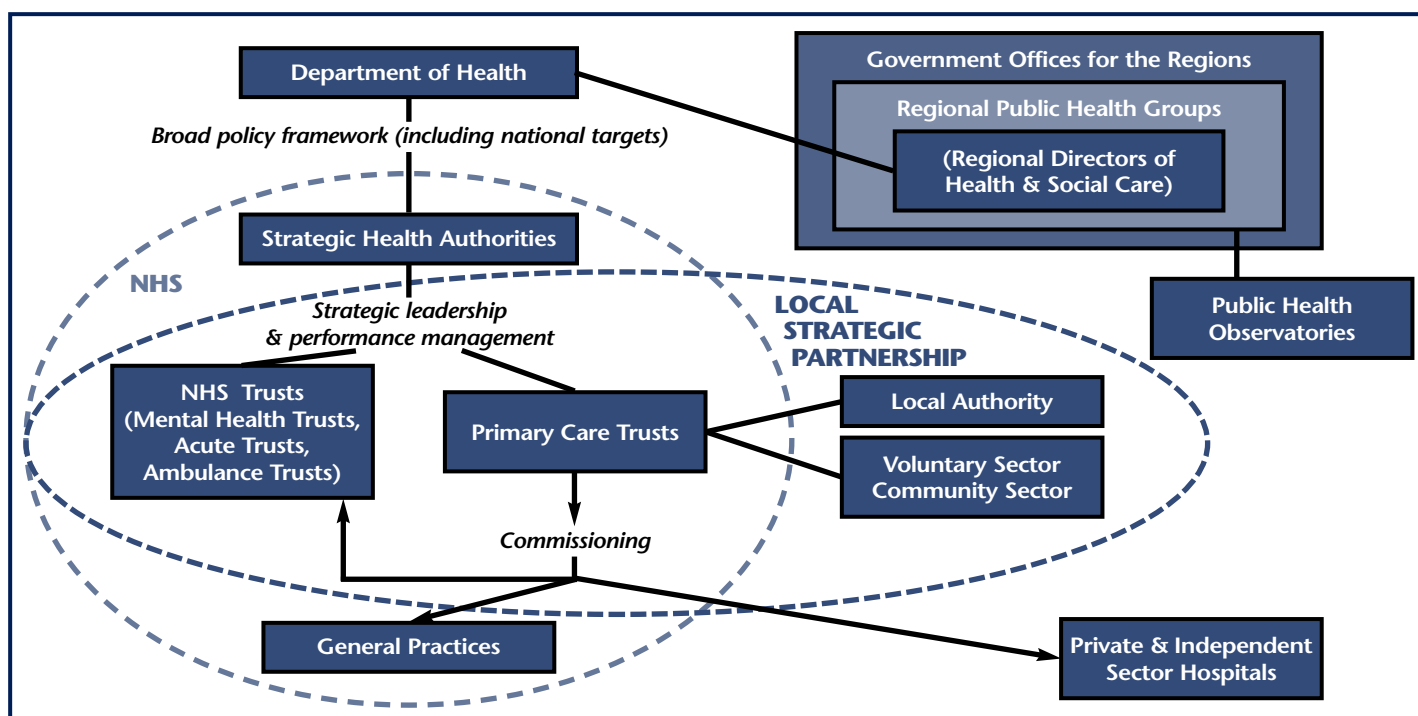 Department of Health
Broad policy framework (including national targets)
Government Offices for the Regions
Regional Public Health Groups
(Regional Directors of
Health & Social Care)
Strategic Health Authorities
NHS
Strategic leadership
& performance management
LOCAL
STRATEGIC
PARTNERSHIP
Public Health
Observatories
NHS Trusts
(Mental Health Trusts,
Acute Trusts,
Ambulance Trusts)
Primary Care Trusts
Local Authority
Voluntary Sector
Community Sector
Commissioning
General Practices
Private & Independent
Sector Hospitals